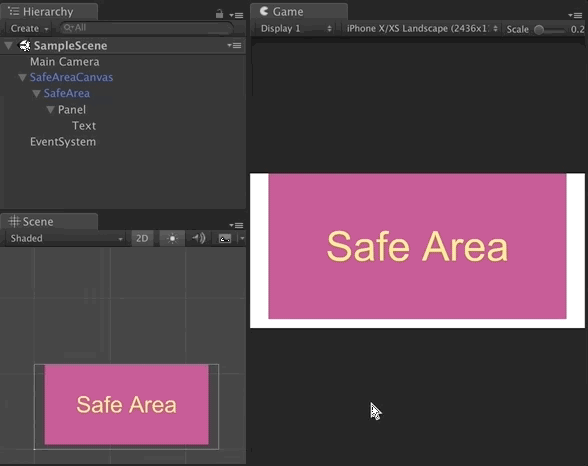 Hierarchy
Create
All
SampleScene
Main Camera
SafeAreaCanvas
SafeArea
Panel
Text
EventSystem
Scene
Shaded
2D
Safe Area
Game
Display 1
iPhone X/XS Landscape (2436x1
Scale
0.2
Safe Area